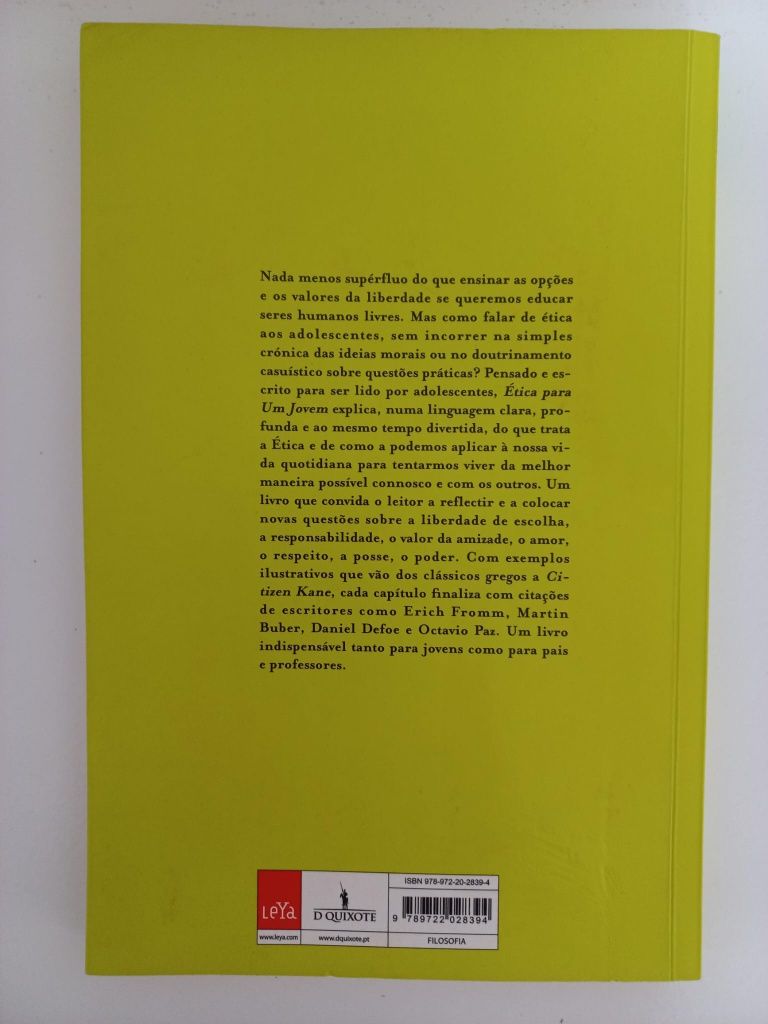 Nada menos supérfluo do que ensinar as opções
e os valores da liberdade se queremos educar
seres humanos livres. Mas como falar de ética
aos adolescentes, sem incorrer na simples
crónica das ideias morais ou no doutrinamento
casuístico sobre questões práticas? Pensado e es-
crito para ser lido por adolescentes, Ética para
Um Jovem explica, numa linguagem clara, pro-
funda e ao mesmo tempo divertida, do que trata
a Ética e de como a podemos aplicar à nossa vi-
da quotidiana para tentarmos viver da melhor
maneira possível connosco e com os outros. Um
livro que convida o leitor a reflectir e a colocar
novas questões sobre a liberdade de escolha,
a responsabilidade, o valor da amizade, o amor,
o respeito, a posse, o poder. Com exemplos
ilustrativos que vão dos clássicos gregos a Ci-
tizen Kane, cada capítulo finaliza com citações
de escritores como Erich Fromm, Martin
Buber, Daniel Defoe e Octavio Paz. Um livro
indispensável tanto para jovens como para pais
e professores.
LeYa
www.leya.com
D QUIXOTE
www.dquixote.pt
ISBN 978-972-20-2839-4
9 789722 028394
FILOSOFIA